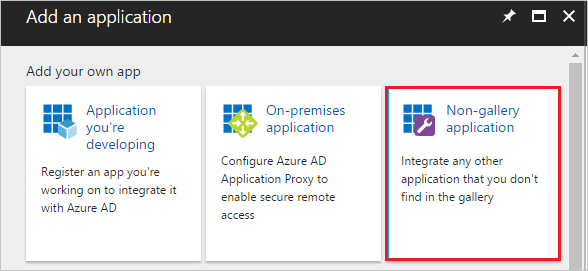 Add an application
Add your own app
Application
you're
developing
Register an app you're
working on to integrate it
with Azure AD
On-premises
application
Configure Azure AD
Application Proxy to
enable secure remote
access
Non-gallery
application
Integrate any other
application that you don't
find in the gallery